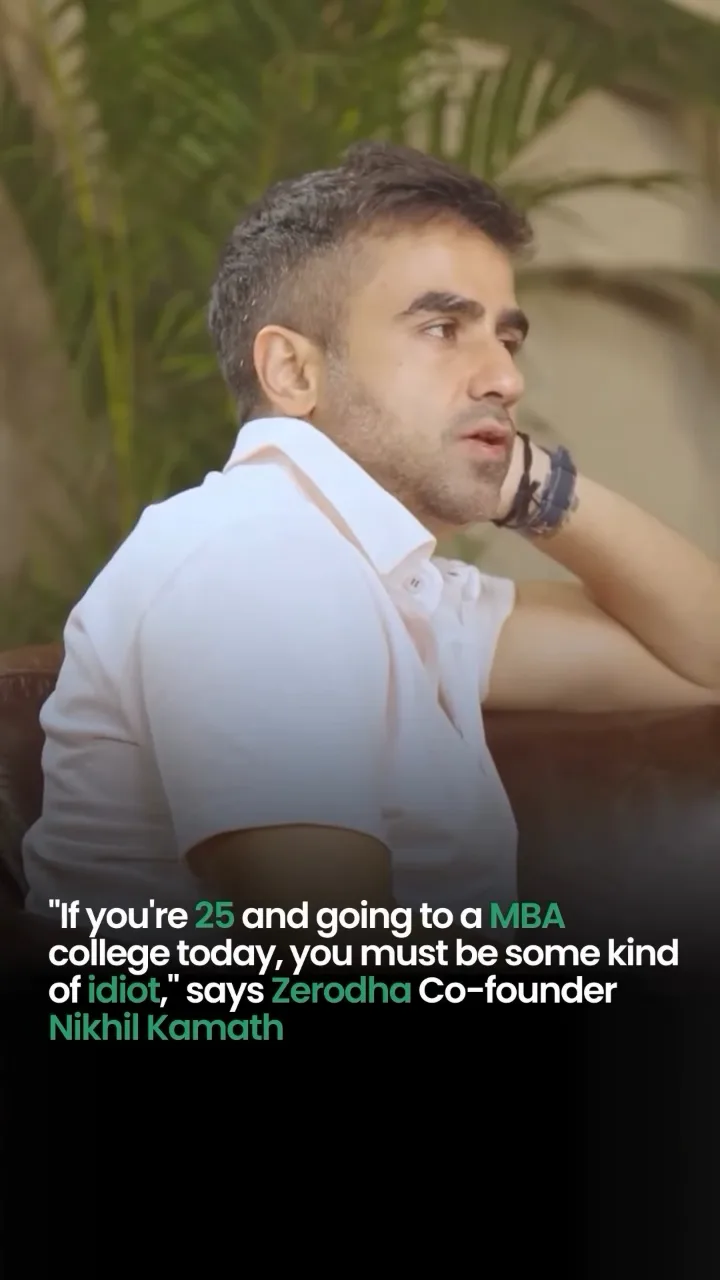 "If you're 25 and going to a MBA
college today, you must be some kind
of idiot," says Zerodha Co-founder
Nikhil Kamath